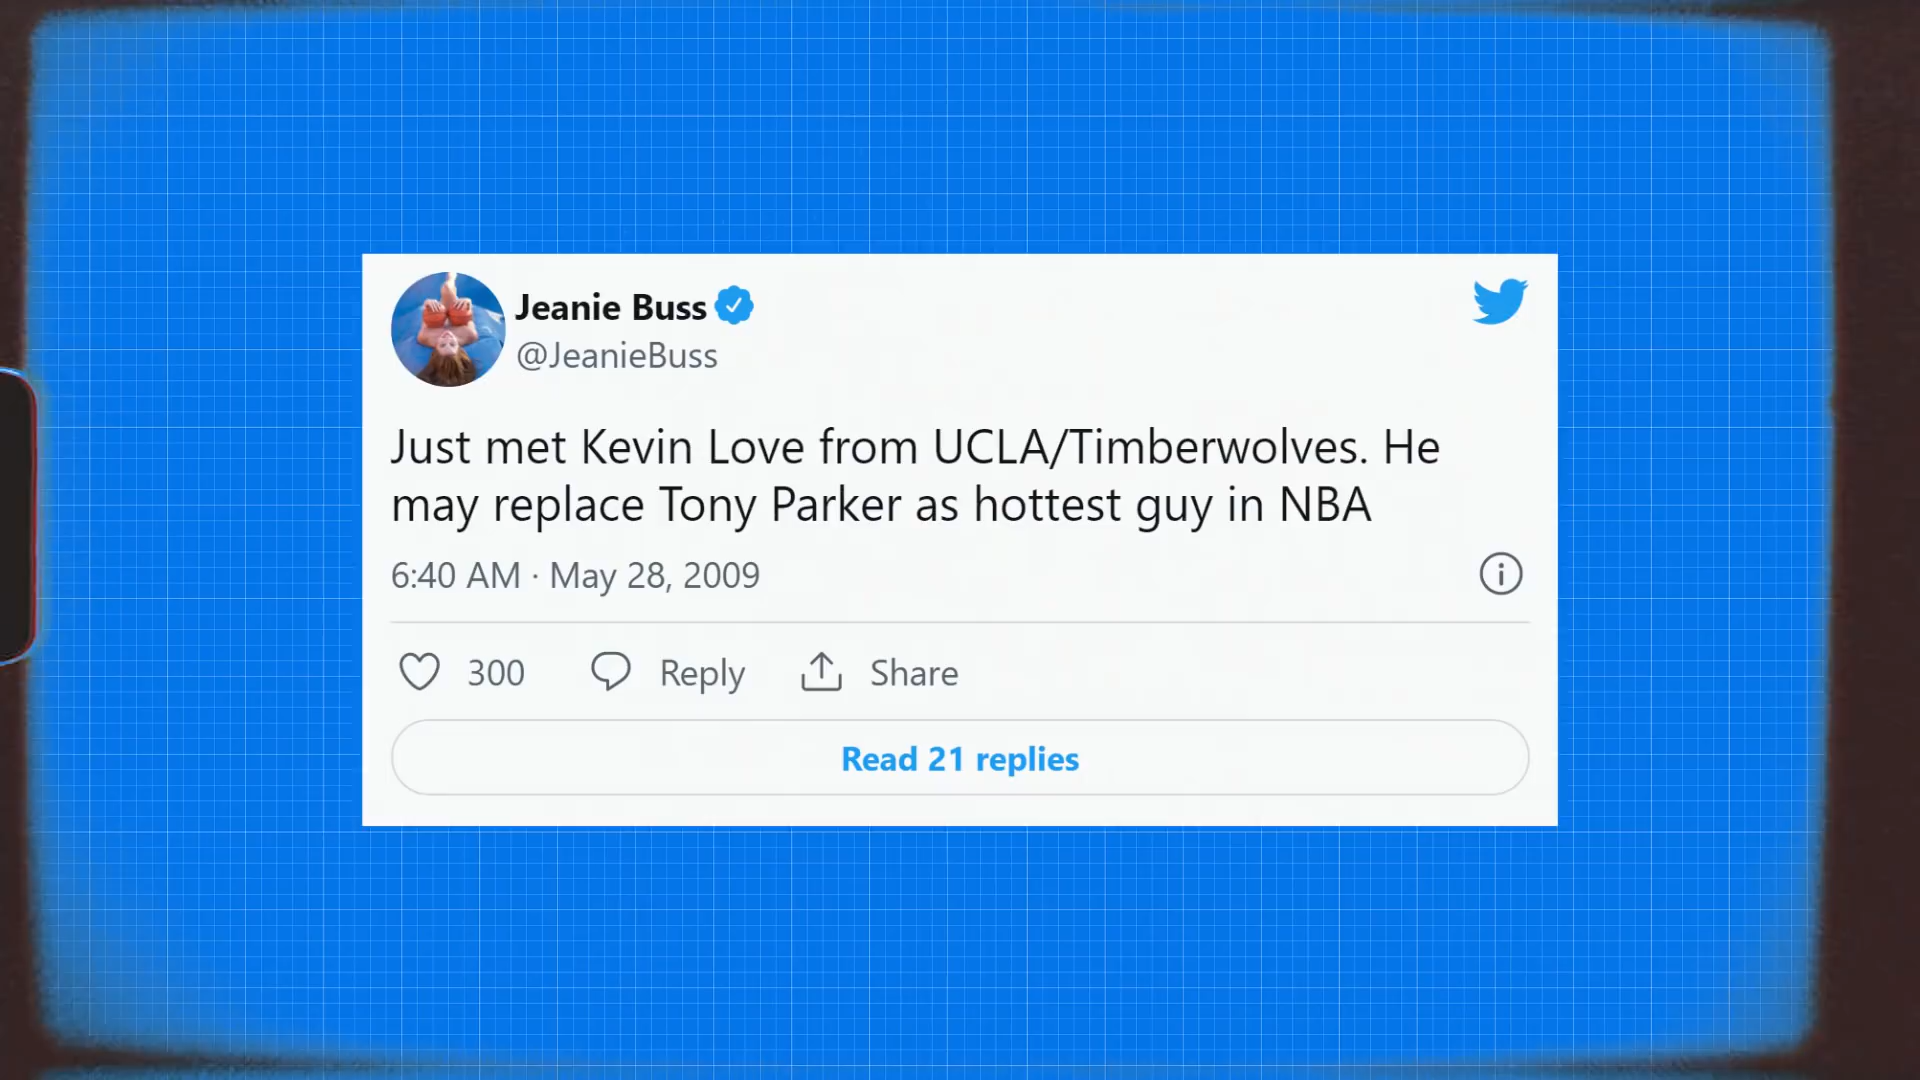 Jeanie Buss
@JeanieBuss
Just met Kevin Love from UCLA/Timberwolves. He
may replace Tony Parker as hottest guy in NBA
6:40 AM · May 28, 2009
300 Reply Share
Read 21 replies